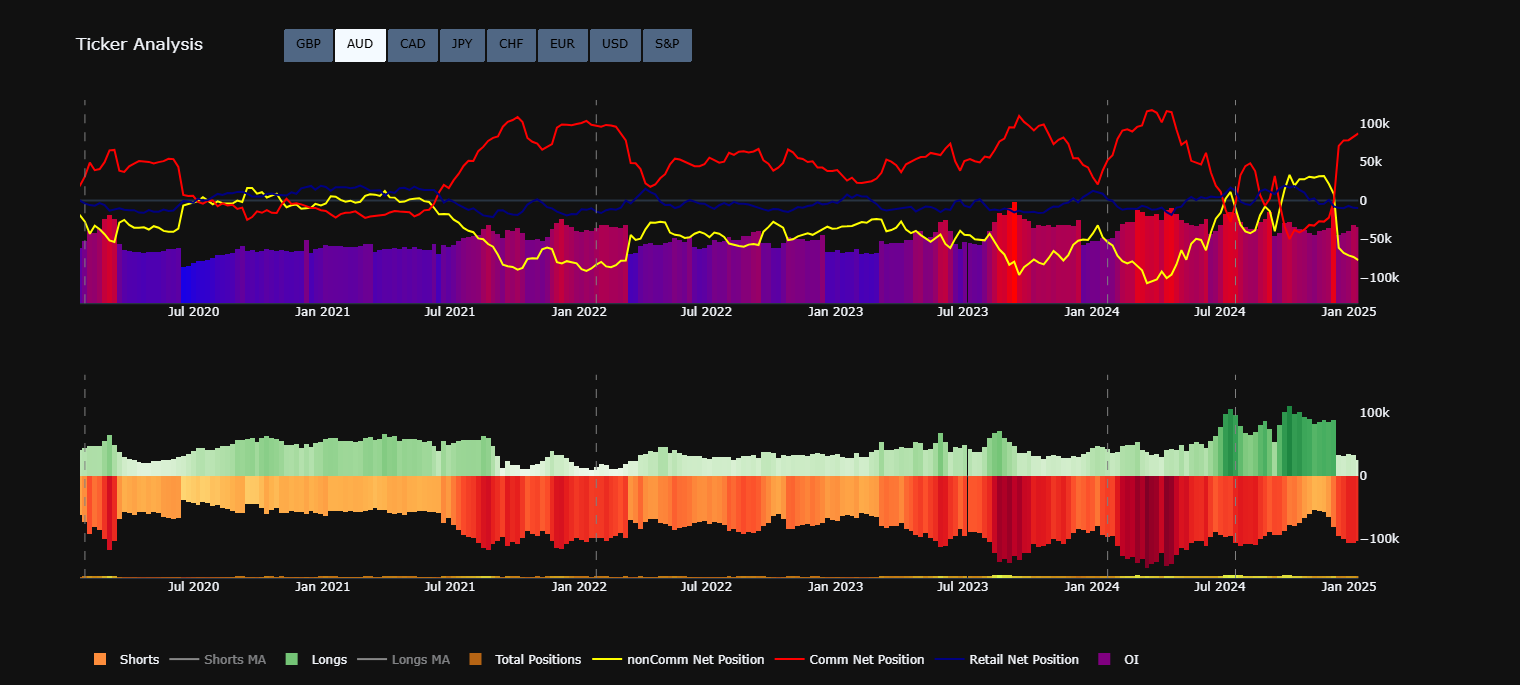 Ticker Analysis GBP AUD CAD JPY CHF EUR USD S&P
100k
50k
0
−50k
−100k
Jul 2020 Jan 2021 Jul 2021 Jan 2022 Jul 2022 Jan 2023 Jul 2023 Jan 2024 Jul 2024 Jan 2025
100k
0
−100k
Jul 2020 Jan 2021 Jul 2021 Jan 2022 Jul 2022 Jan 2023 Jul 2023 Jan 2024 Jul 2024 Jan 2025
Shorts Shorts MA Longs Longs MA Total Positions nonComm Net Position Comm Net Position Retail Net Position OI